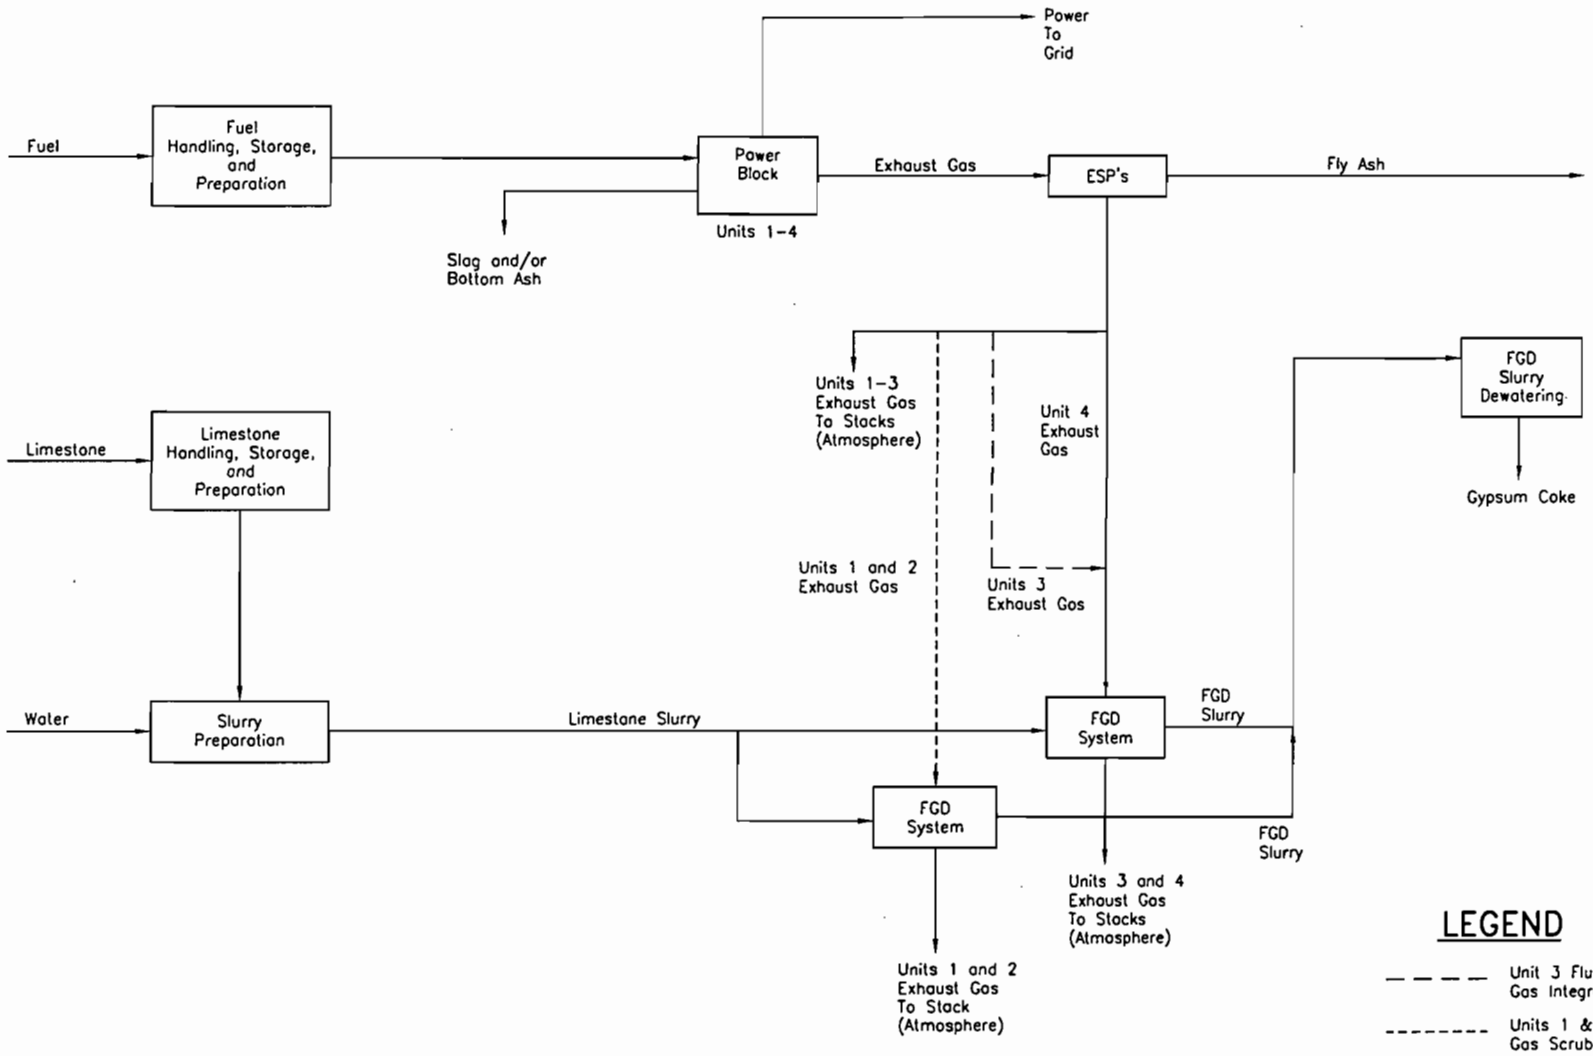 Power
To
Grid
Fuel
Fuel
Handling, Storage,
and
Preparation
Power
Block
Units 1-4
Exhaust Gas
ESP's
Fly Ash
Slag and/or
Bottom Ash
Units 1-3
Exhaust Gas
To Stacks
(Atmosphere)
Unit 4
Exhaust
Gas
FGD
Slurry
Dewatering
Gypsum Coke
Limestone
Limestone
Handling, Storage,
and
Preparation
Units 1 and 2
Exhaust Gas
Units 3
Exhaust Gas
Water
Slurry
Preparation
Limestone Slurry
FGD
System
FGD
Slurry
FGD
System
FGD
Slurry
Units 3 and 4
Exhaust Gas
To Stacks
(Atmosphere)
Units 1 and 2
Exhaust Gas
To Stack
(Atmosphere)
LEGEND
Unit 3 Flu
Gas Integr
Units 1 &
Gas Scrub